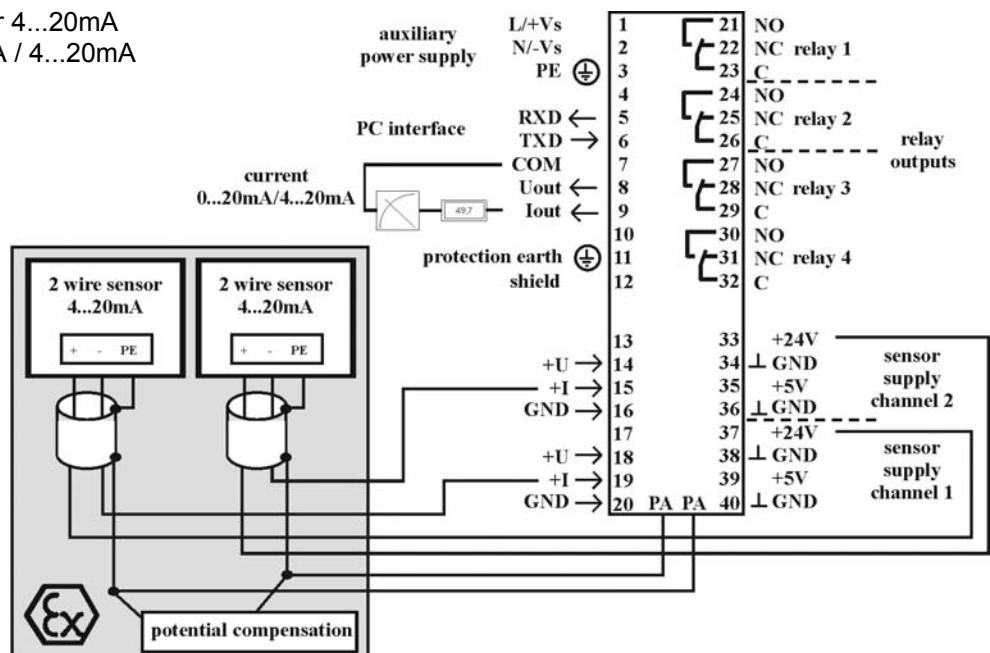 r 4...20mA
A / 4...20mA
auxiliary
power supply
L/+Vs
N/-Vs
PE
PC interface
RXD
TXD
COM
Uout
Iout
current
0...20mA/4...20mA
49,7
protection earth
shield
+U
+I
GND
+U
+I
GND
1
2
3
4
5
6
7
8
9
10
11
12
13
14
15
16
17
18
19
20
PA PA
21 NO
22 NC relay 1
23 C
24 NO
25 NC relay 2
26 C
27 NO
28 NC relay 3
29 C
30 NO
31 NC relay 4
32 C
relay
outputs
33 +24V
34 GND
35 +5V
36 GND
sensor
supply
channel 2
37 +24V
38 GND
39 +5V
40 GND
sensor
supply
channel 1
2 wire sensor
4...20mA
+ - PE
2 wire sensor
4...20mA
+ - PE
εx
potential compensation